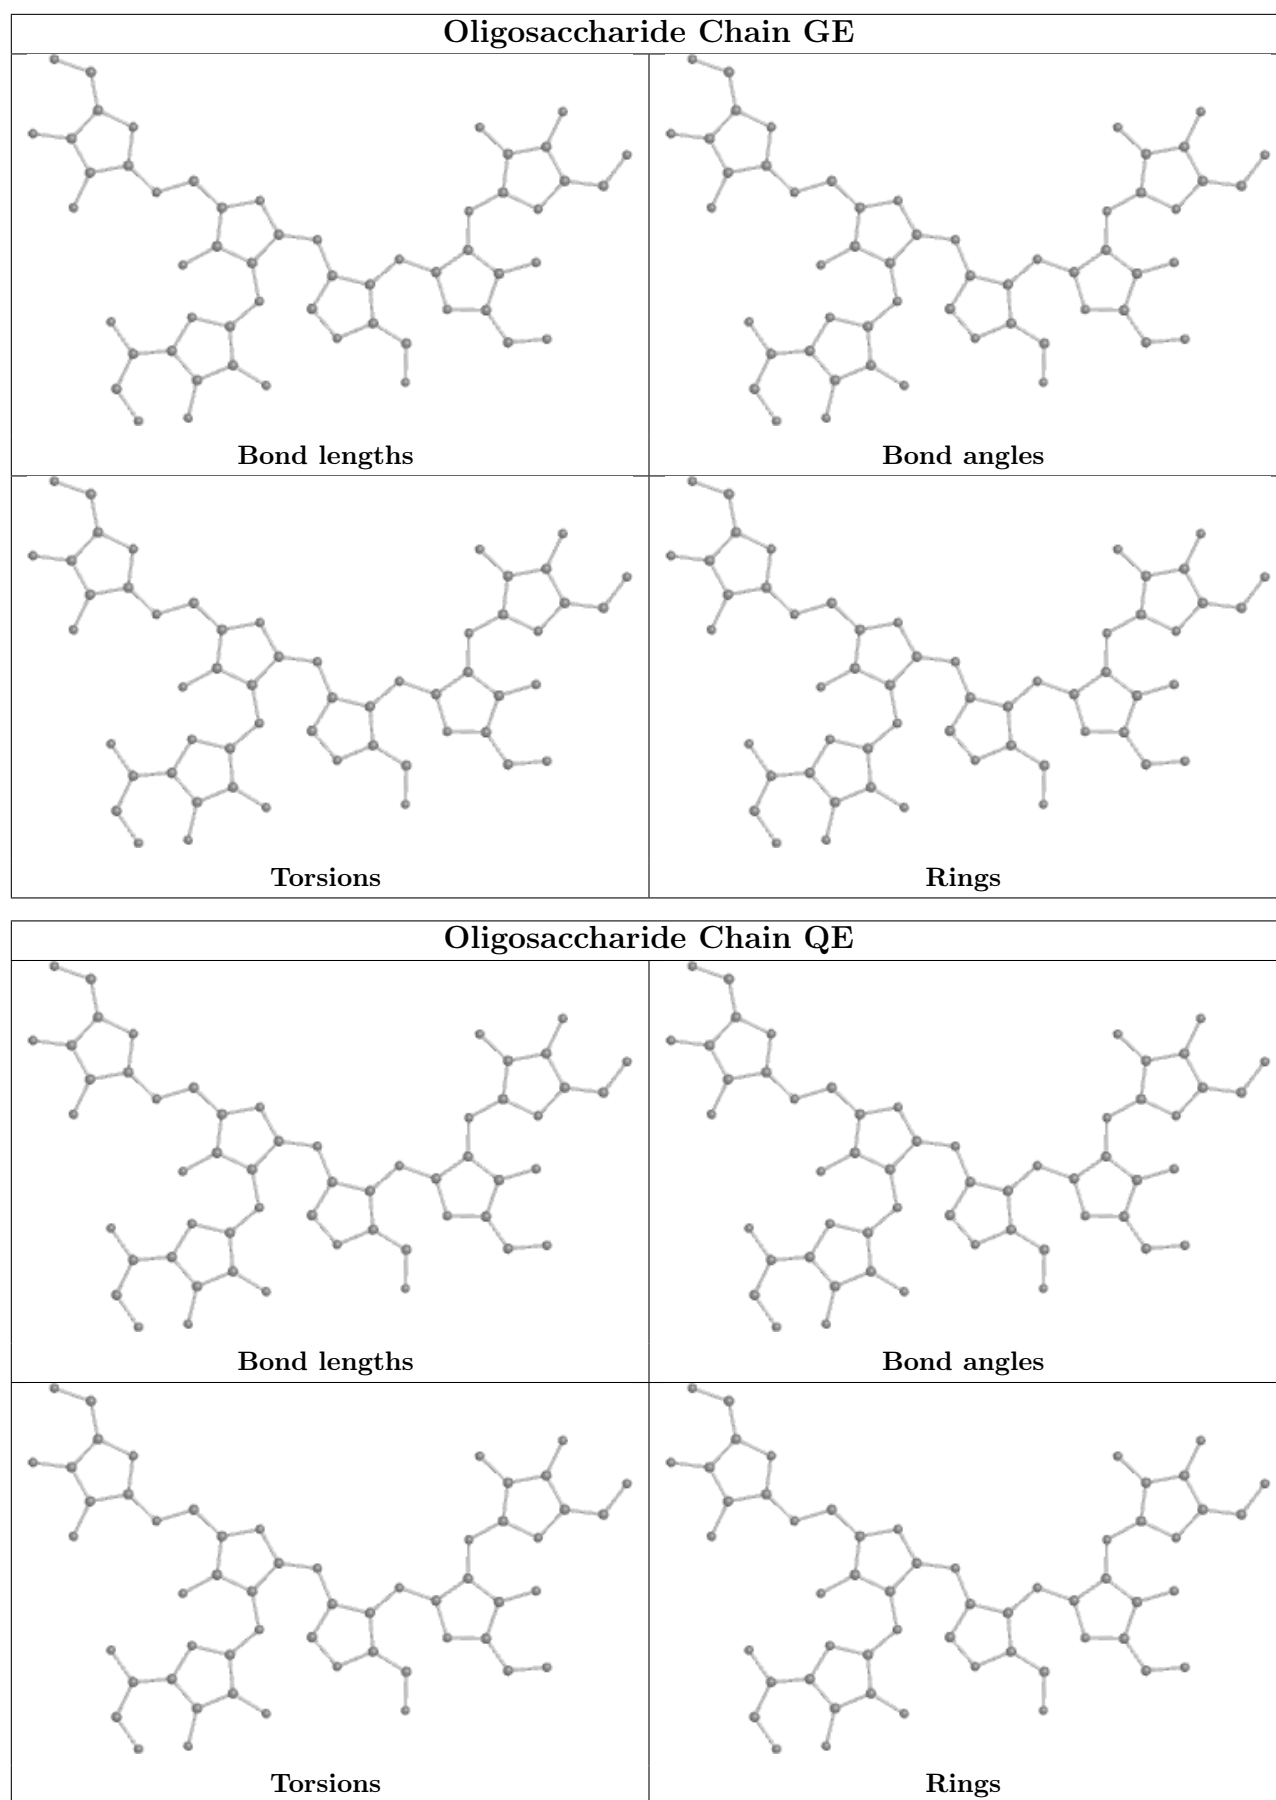 Oligosaccharide Chain GE
Bond lengths
Bond angles
Torsions
Rings
Oligosaccharide Chain QE
Bond lengths
Bond angles
Torsions
Rings